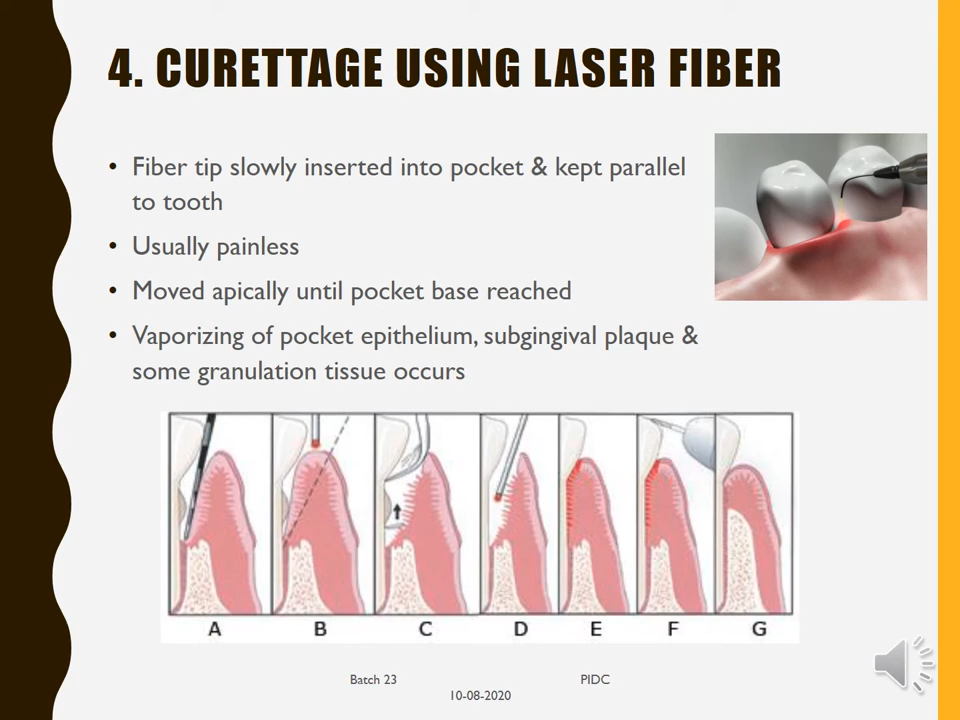 4. CURETTAGE USING LASER FIBER
• Fiber tip slowly inserted into pocket & kept parallel
to tooth
• Usually painless
• Moved apically until pocket base reached
• Vaporizing of pocket epithelium, subgingival plaque &
some granulation tissue occurs
A B C D E F G
Batch 23 PIDC
10-08-2020